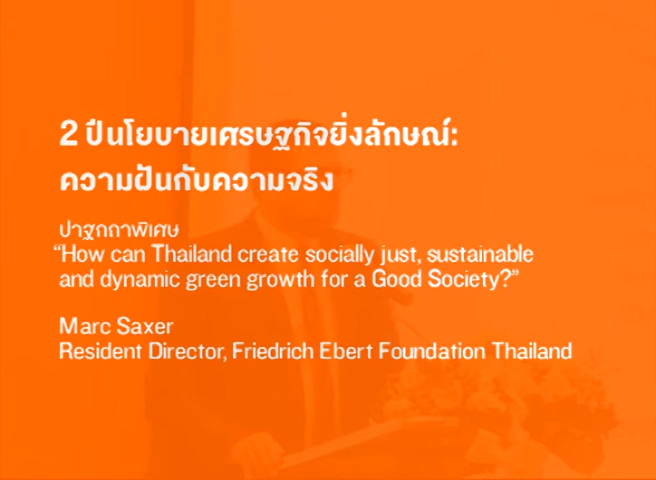 2 ปีนโยบายเศรษฐกิจยิ่งลักษณ์:
ความฝันกับความจริง
ปาฐกถาพิเศษ
“How can Thailand create socially just, sustainable
and dynamic green growth for a Good Society?”
Marc Saxer
Resident Director, Friedrich Ebert Foundation Thailand